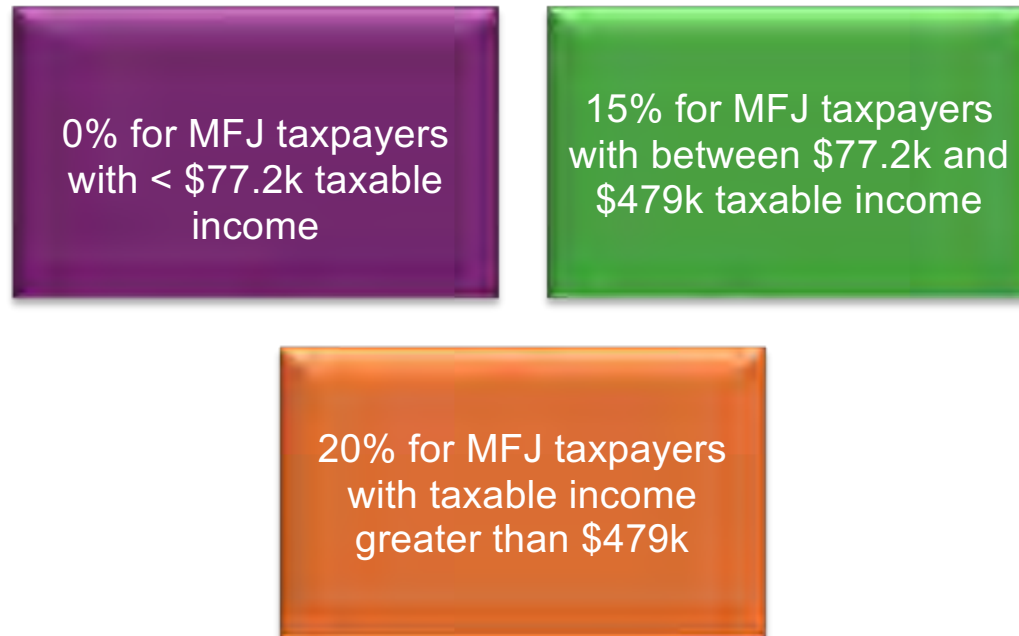 0% for MFJ taxpayers
with < $77.2k taxable
income
15% for MFJ taxpayers
with between $77.2k and
$479k taxable income
20% for MFJ taxpayers
with taxable income
greater than $479k